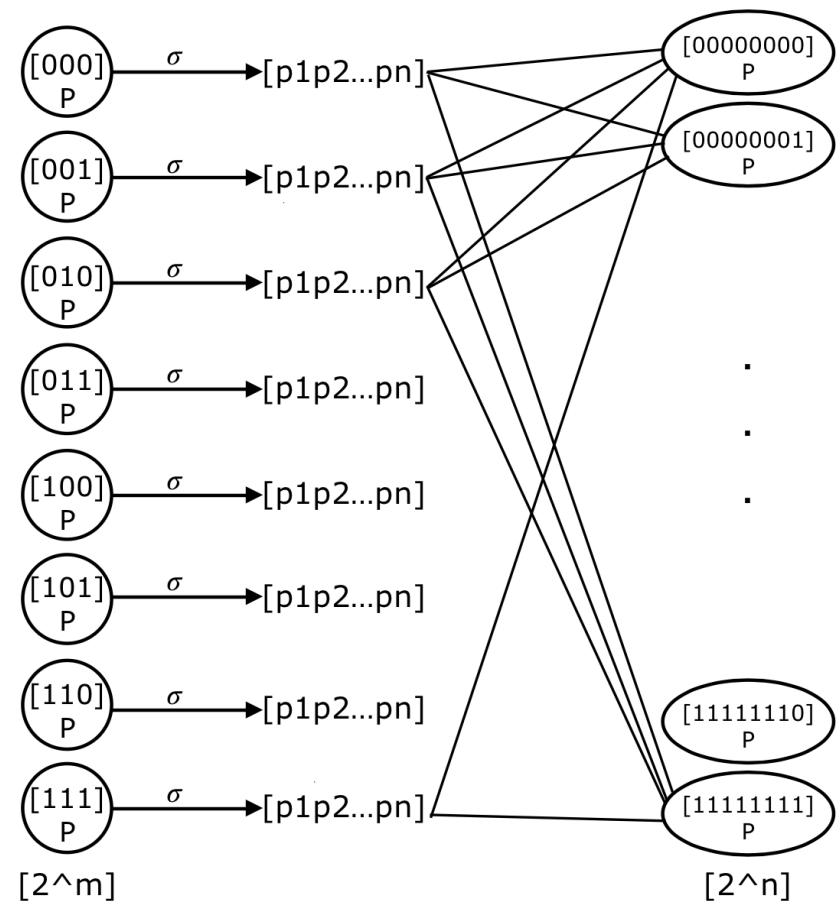 [000]
P
σ
[p1p2...pn]
[00000000]
P
[00000001]
P
[001]
P
σ
[p1p2...pn]
[010]
P
σ
[p1p2...pn]
[011]
P
σ
[p1p2...pn]
.
.
.
[100]
P
σ
[p1p2...pn]
[101]
P
σ
[p1p2...pn]
[110]
P
σ
[p1p2...pn]
[11111110]
P
[111]
P
σ
[p1p2...pn]
[11111111]
P
[2^m]
[2^n]